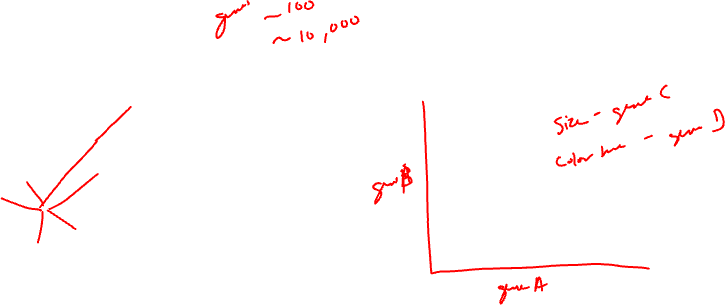 genes ~100
~10,000
Size - gene C
Color hue - gene D
gene B
gene A